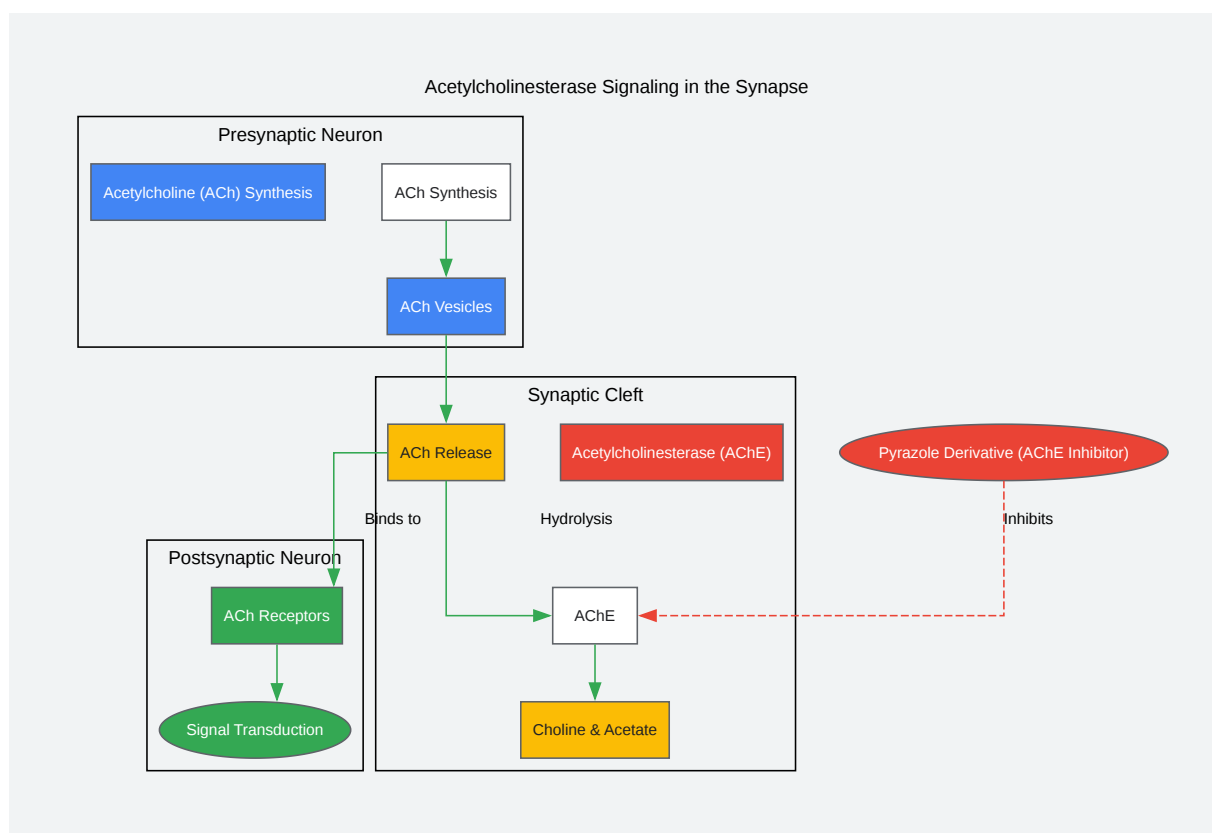 Acetylcholinesterase Signaling in the Synapse
Presynaptic Neuron
Acetylcholine (ACh) Synthesis
ACh Synthesis
ACh Vesicles
Synaptic Cleft
ACh Release
Acetylcholinesterase (AChE)
Pyrazole Derivative (AChE Inhibitor)
Binds to
Hydrolysis
Inhibits
Postsynaptic Neuron
ACh Receptors
AChE
Signal Transduction
Choline & Acetate